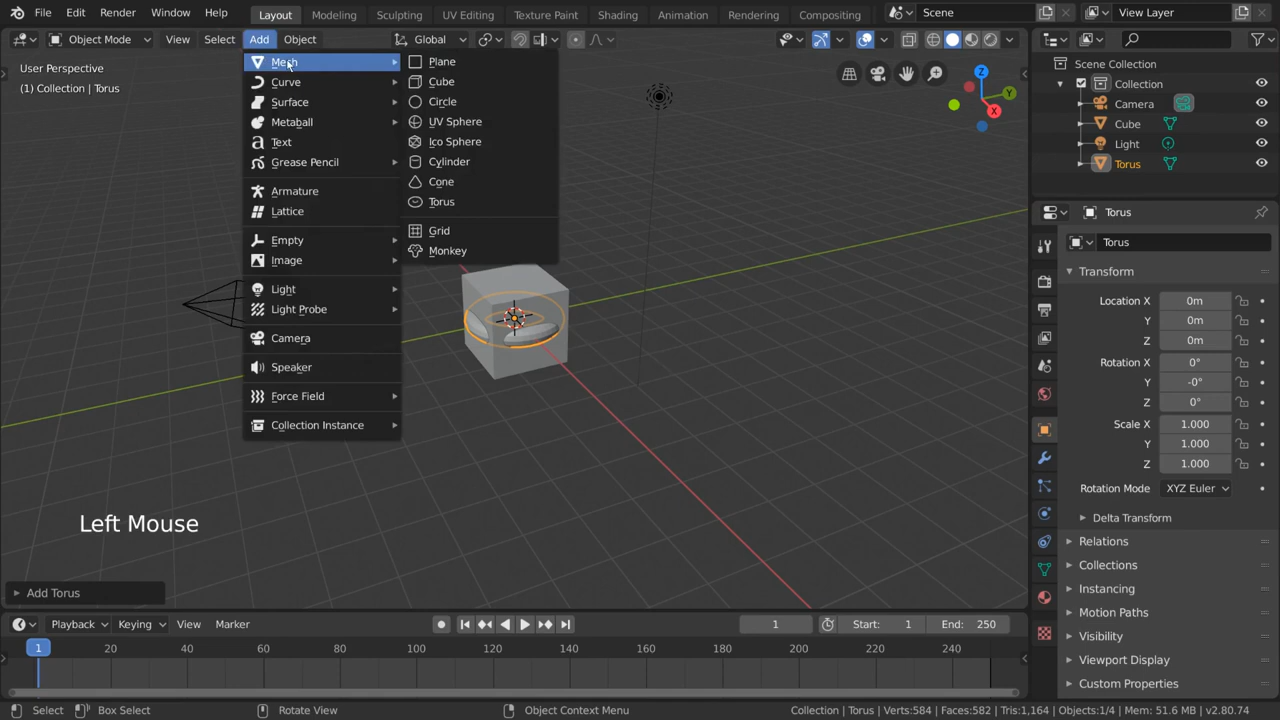 File Edit Render Window Help Layout Modeling Sculpting UV Editing Texture Paint Shading Animation Rendering Compositing Scene View Layer
Object Mode View Select Add Object Global
User Perspective
(1) Collection | Torus
Mesh
Curve
Surface
Metaball
Text
Grease Pencil
Armature
Lattice
Empty
Image
Light
Light Probe
Camera
Speaker
Force Field
Collection Instance
Plane
Cube
Circle
UV Sphere
Ico Sphere
Cylinder
Cone
Torus
Grid
Monkey
Z
Y
X
Scene Collection
Collection
Camera
Cube
Light
Torus
Torus
Torus
Transform
Location X 0m
Y 0m
Z 0m
Rotation X 0°
Y -0°
Z 0°
Scale X 1.000
Y 1.000
Z 1.000
Rotation Mode XYZ Euler
Delta Transform
Relations
Collections
Instancing
Motion Paths
Visibility
Viewport Display
Custom Properties
Left Mouse
Add Torus
Playback Keying View Marker 1 Start: 1 End: 250
1 20 40 60 80 100 120 140 160 180 200 220 240
Select Box Select Rotate View Object Context Menu Collection | Torus | Verts:584 | Faces:582 | Tris:1,164 | Objects:1/4 | Mem: 51.6 MB | v2.80.74